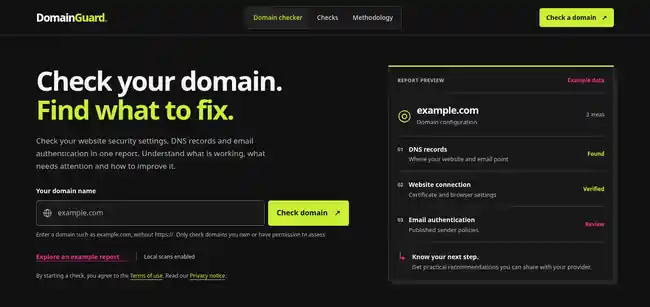 DomainGuard.
Domain checker
Checks
Methodology
Check a domain ↗
Check your domain.
Find what to fix.
Check your website security settings, DNS records and email
authentication in one report. Understand what is working, what
needs attention and how to improve it.
Your domain name
example.com
Check domain ↗
Enter a domain such as example.com, without https://. Only check domains you own or have permission to assess.
Explore an example report
Local scans enabled
By starting a check, you agree to the Terms of use. Read our Privacy notice.
REPORT PREVIEW
Example data
example.com
Domain configuration
3 areas
01 DNS records
Where your website and email point
Found
02 Website connection
Certificate and browser settings
Verified
03 Email authentication
Published sender policies
Review
Know your next step.
Get practical recommendations you can share with your provider.